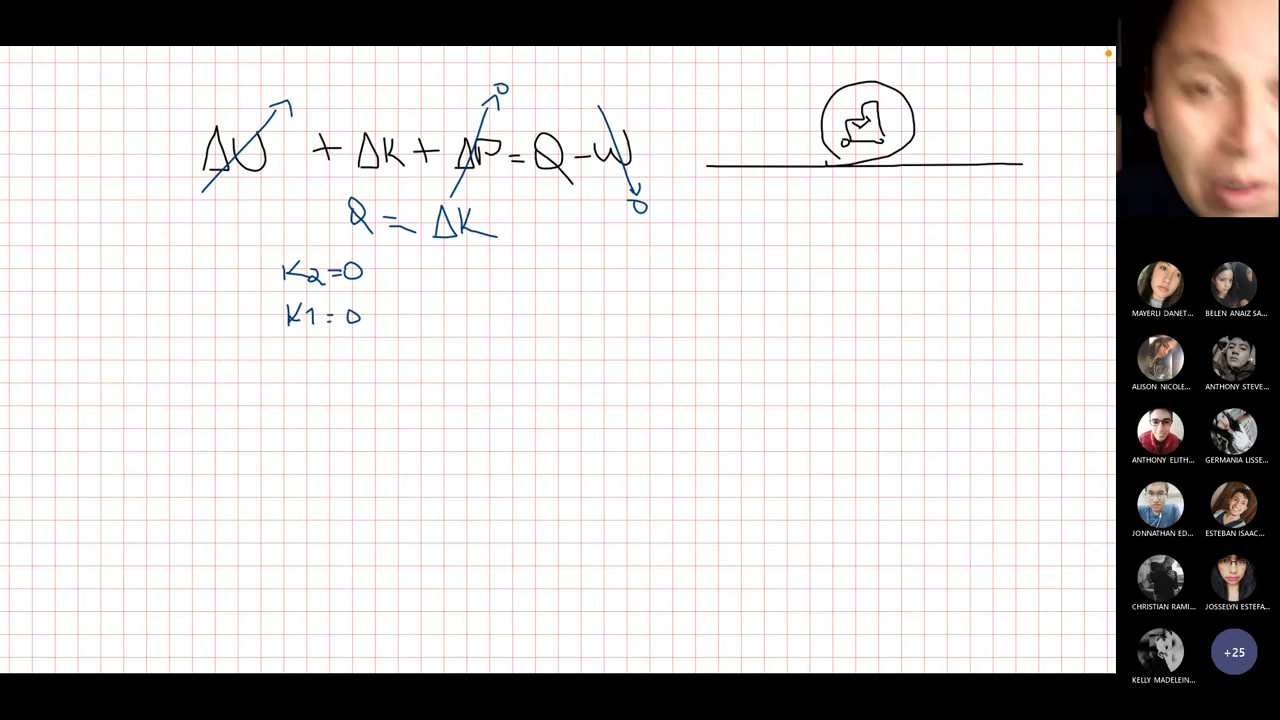 ΔU + ΔK + ΔP = Q - W
0
0
Q = ΔK
K2 = 0
K1 = 0
MAYERLI DANET...
BELEN ANAIZ SA...
ALISON NICOLE...
ANTHONY STEVE...
ANTHONY ELITH...
GERMANIA LISSE...
JONNATHAN ED...
ESTEBAN ISAAC...
CHRISTIAN RAMI...
JOSSELYN ESTEFA...
KELLY MADELEIN...
+25